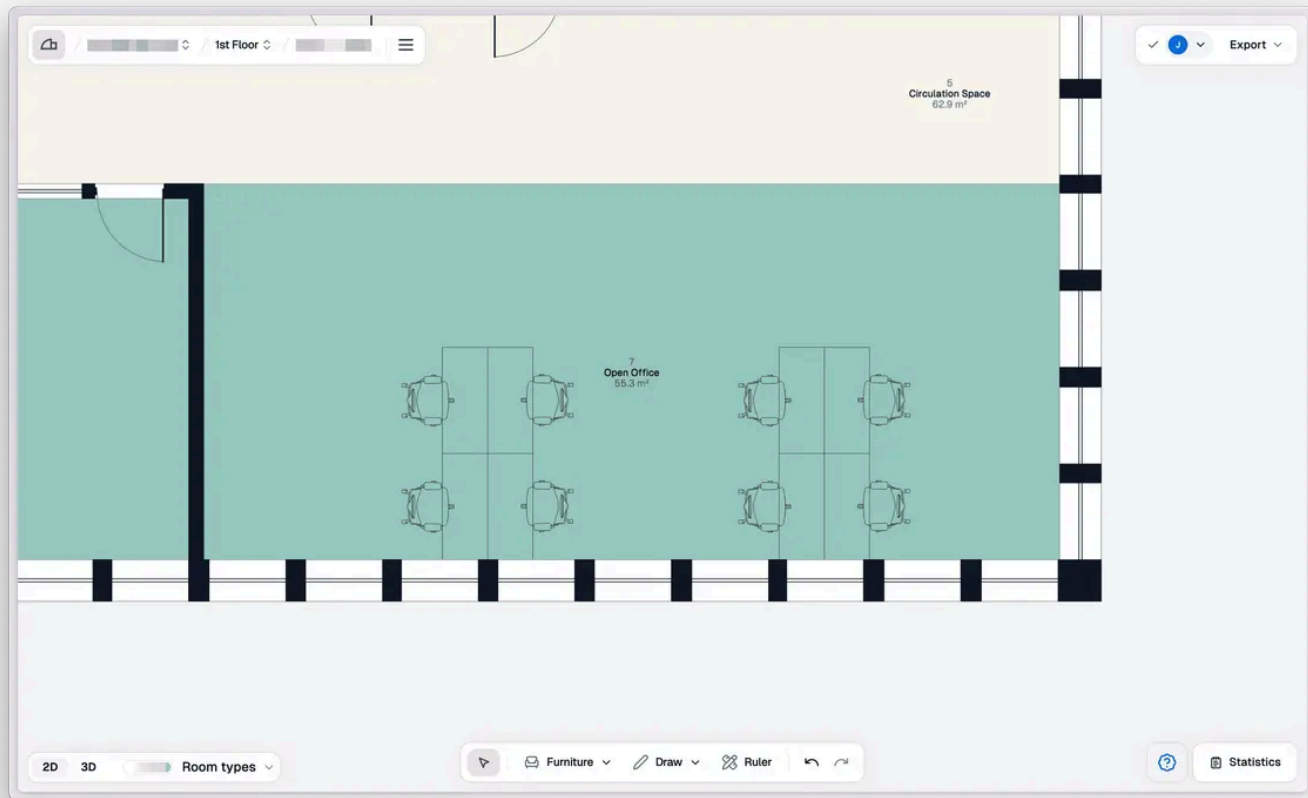 1st Floor
J
Export
5
Circulation Space
62.9 m²
7
Open Office
55.3 m²
2D
3D
Room types
Furniture
Draw
Ruler
?
Statistics